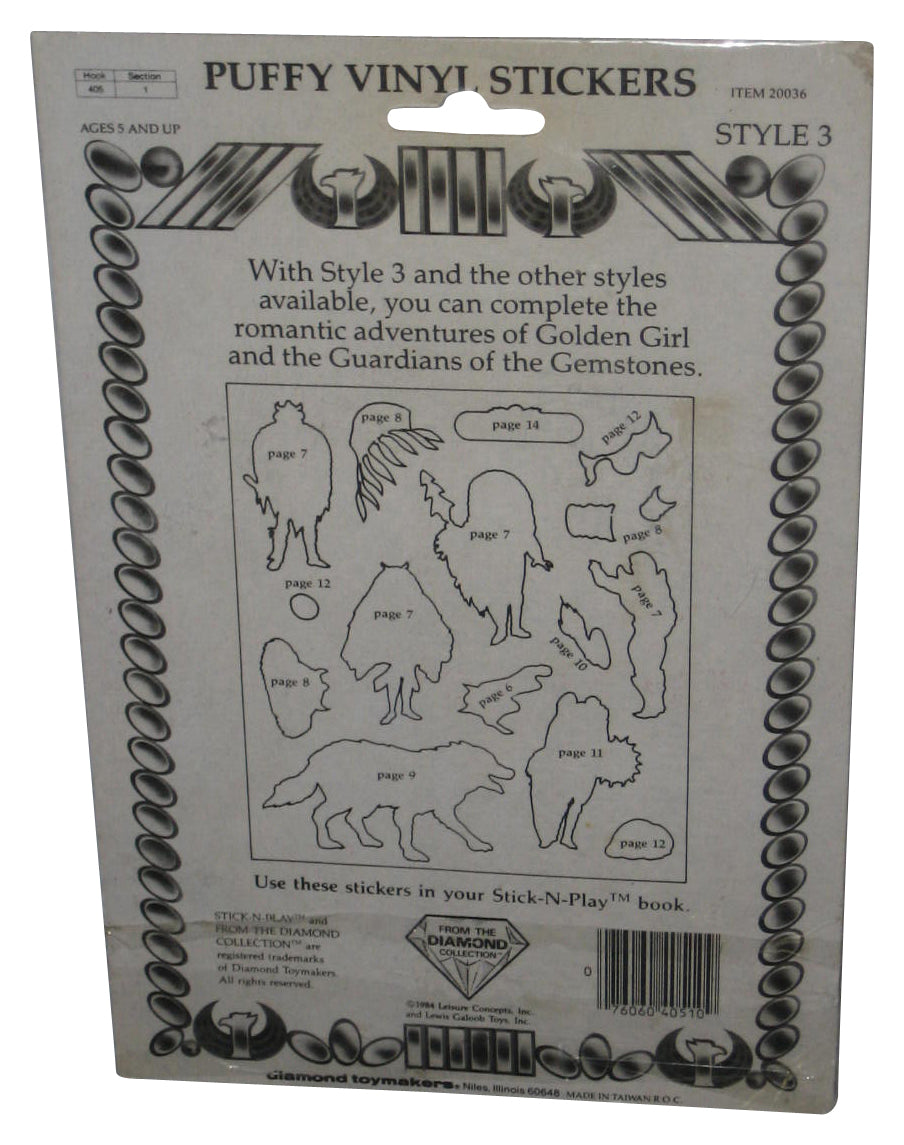 Hook Section
405 1
PUFFY VINYL STICKERS
ITEM 20036
AGES 5 AND UP
STYLE 3
With Style 3 and the other styles
available, you can complete the
romantic adventures of Golden Girl
and the Guardians of the Gemstones.
page 7
page 8
page 14
page 12
page 7
page 8
page 12
page 7
page 7
page 10
page 8
page 6
page 11
page 9
page 12
Use these stickers in your Stick-N-Play™ book.
STICK-N-PLAY™ and
FROM THE DIAMOND
COLLECTION™ are
registered trademarks
of Diamond Toymakers.
All rights reserved.
FROM THE
DIAMOND
COLLECTION™
©1984 Leisure Concepts, Inc.
and Lewis Galoob Toys, Inc.
0 76060 40510
diamond toymakers® Niles, Illinois 60648 MADE IN TAIWAN R.O.C.